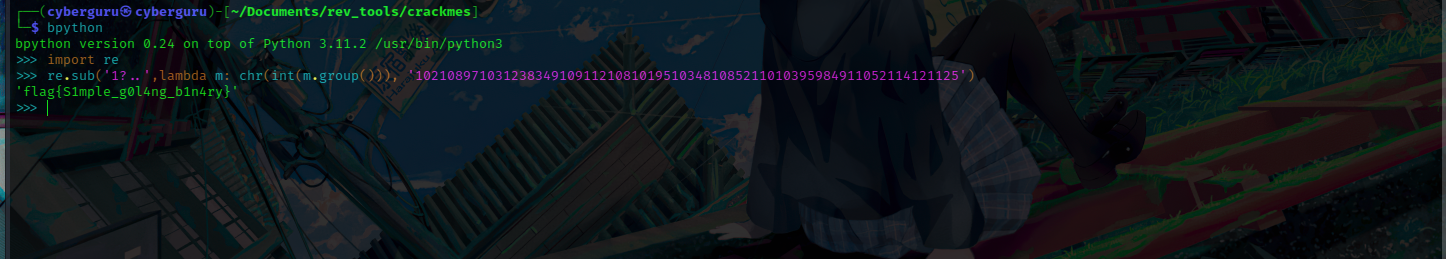 ┌──(cyberguru㉿cyberguru)-[~/Documents/rev_tools/crackmes]
└─$ bpython
bpython version 0.24 on top of Python 3.11.2 /usr/bin/python3
>>> import re
>>> re.sub('1?..',lambda m: chr(int(m.group())), '10210897103123834910911210810195103481085211010395984911052114121125')
'flag{S1mple_g0l4ng_b1n4ry}'
>>>